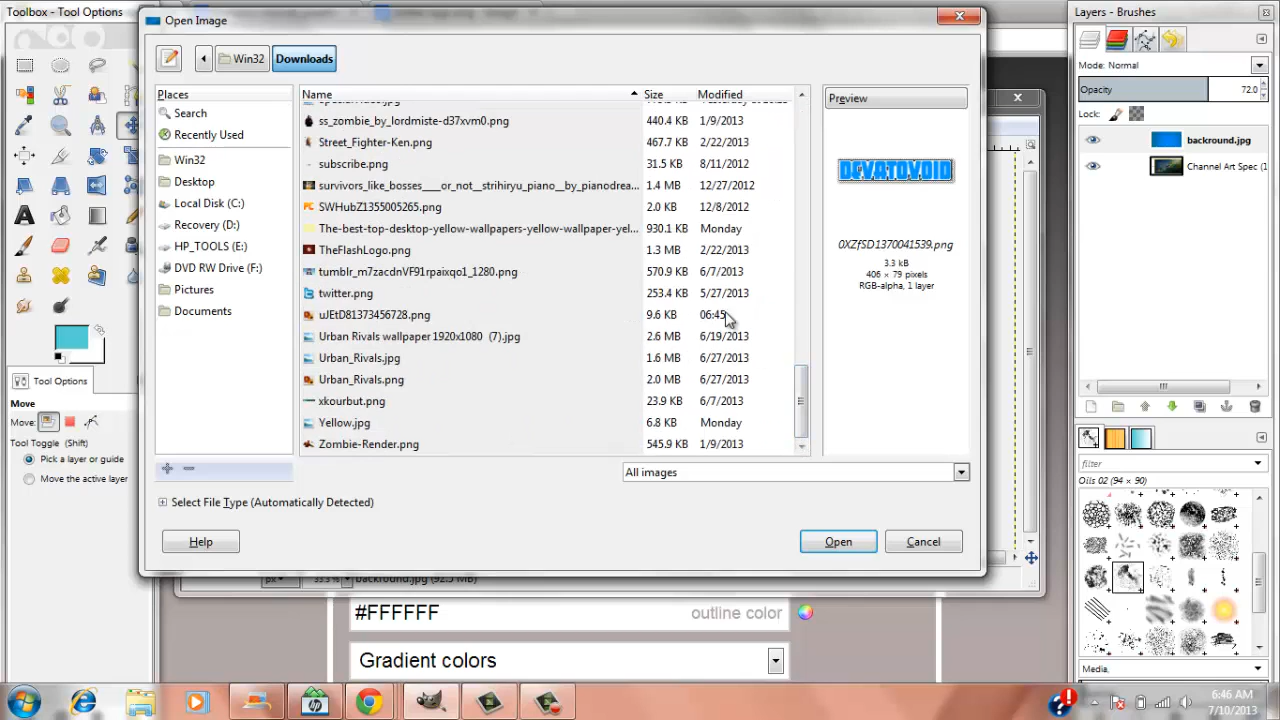 Toolbox - Tool Options
Open Image
Layers - Brushes
Win32
Downloads
Mode: Normal
Opacity 72.0
Lock:
backround.jpg
Channel Art Spec (1
Places
Search
Recently Used
Win32
Desktop
Local Disk (C:)
Recovery (D:)
HP_TOOLS (E:)
DVD RW Drive (F:)
Pictures
Documents
Name Size Modified
ss_zombie_by_lordmiste-d37xvm0.png 440.4 KB 1/9/2013
Street_Fighter-Ken.png 467.7 KB 2/22/2013
subscribe.png 31.5 KB 8/11/2012
survivors_like_bosses___or_not__strihiryu_piano__by_pianodrea... 1.4 MB 12/27/2012
SWHubZ1355005265.png 2.0 KB 12/8/2012
The-best-top-desktop-yellow-wallpapers-yellow-wallpaper-yel... 930.1 KB Monday
TheFlashLogo.png 1.3 MB 2/22/2013
tumblr_m7zacdnVF91rpaixqo1_1280.png 570.9 KB 6/7/2013
twitter.png 253.4 KB 5/27/2013
uJEtD81373456728.png 9.6 KB 06:45
Urban Rivals wallpaper 1920x1080 (7).jpg 2.6 MB 6/19/2013
Urban_Rivals.jpg 1.6 MB 6/27/2013
Urban_Rivals.png 2.0 MB 6/27/2013
xkourbut.png 23.9 KB 6/7/2013
Yellow.jpg 6.8 KB Monday
Zombie-Render.png 545.9 KB 1/9/2013
Preview
DEVATOVOID
0XZfSD1370041539.png
3.3 kB
406 × 79 pixels
RGB-alpha, 1 layer
All images
Select File Type (Automatically Detected)
Help
Open
Cancel
Tool Options
Move
Move:
Tool Toggle (Shift)
Pick a layer or guide
Move the active layer
filter
Oils 02 (94 × 90)
Media,
px 33.3 % backround.jpg (92.5 MB)
#FFFFFF outline color
Gradient colors
6:46 AM
7/10/2013